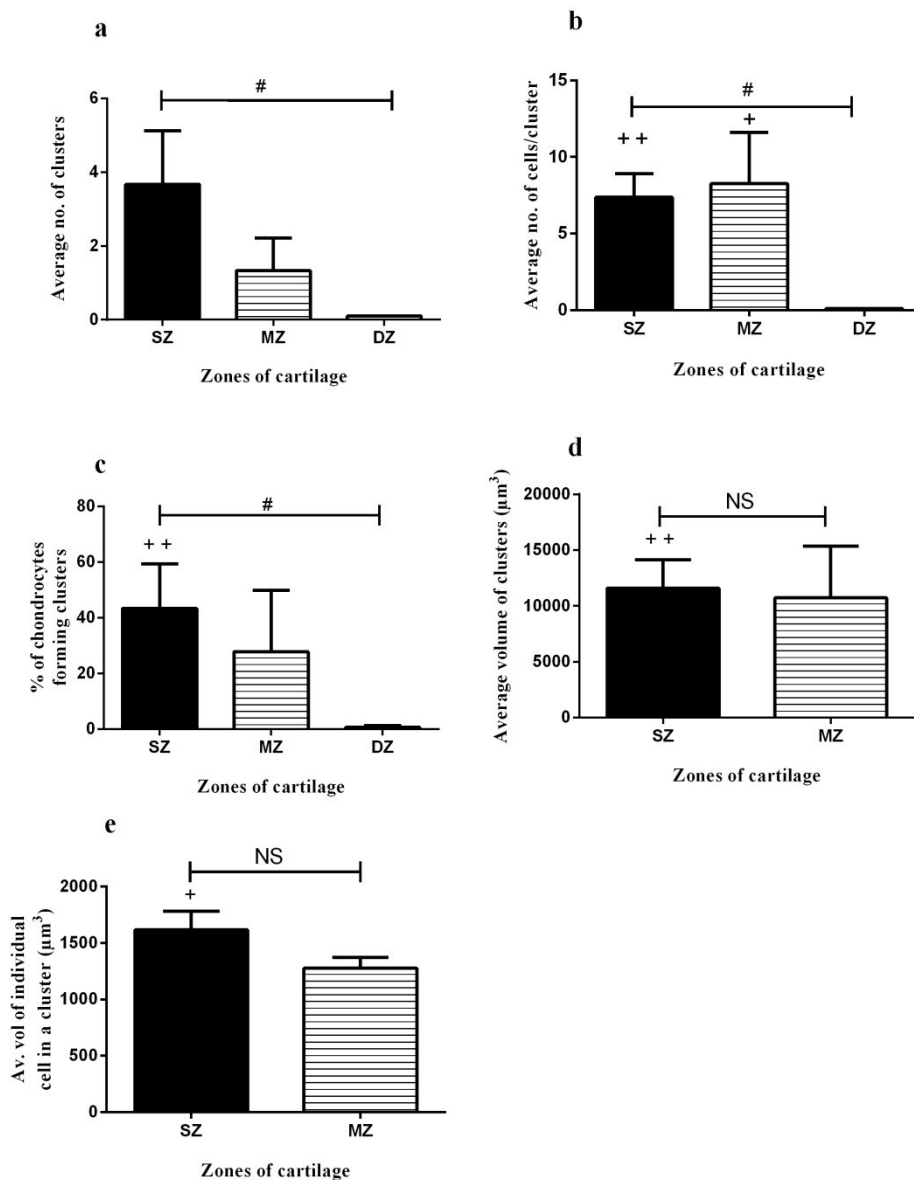 a
#
6
4
2
0
Average no. of clusters
SZ MZ DZ
Zones of cartilage
b
#
15
10
5
0
+ +
+
Average no. of cells/cluster
SZ MZ DZ
Zones of cartilage
c
#
80
60
40
20
0
+ +
% of chondrocytes
forming clusters
SZ MZ DZ
Zones of cartilage
d
NS
20000
15000
10000
5000
0
+ +
Average volume of clusters (µm³)
SZ MZ
Zones of cartilage
e
NS
2000
1500
1000
500
0
+
Av. vol of individual
cell in a cluster (µm³)
SZ MZ
Zones of cartilage